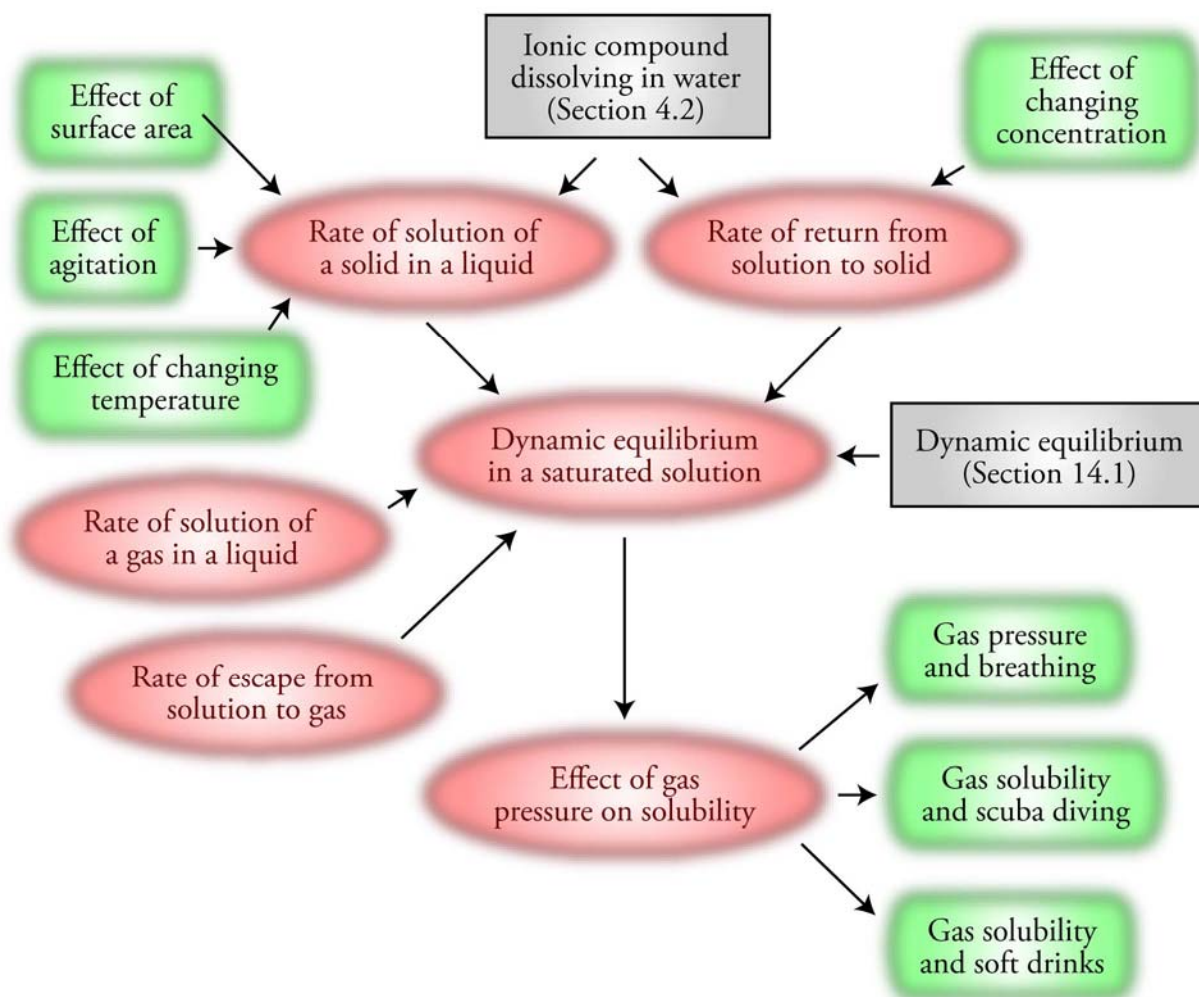 Ionic compound
dissolving in water
(Section 4.2)
Effect of
changing
concentration
Effect of
surface area
Effect of
agitation
Rate of solution of
a solid in a liquid
Rate of return from
solution to solid
Effect of changing
temperature
Dynamic equilibrium
in a saturated solution
Dynamic equilibrium
(Section 14.1)
Rate of solution of
a gas in a liquid
Rate of escape from
solution to gas
Gas pressure
and breathing
Effect of gas
pressure on solubility
Gas solubility
and scuba diving
Gas solubility
and soft drinks